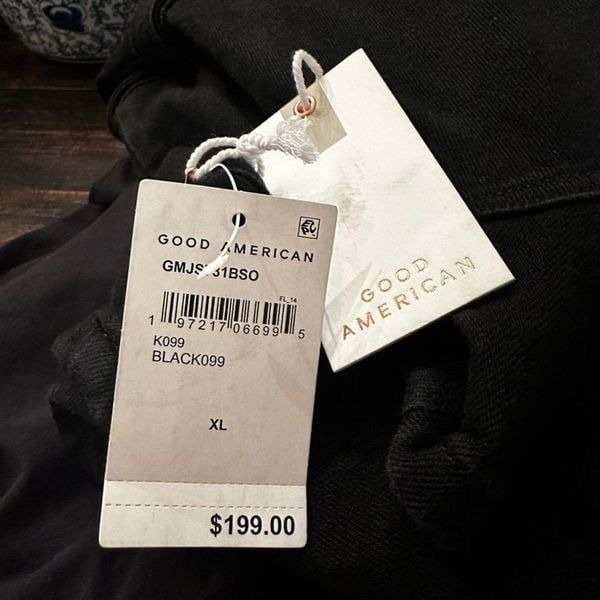 GOOD AMERICAN
FL_14
1 97217 06699 5
K099
BLACK099
XL
$199.00
GOOD
AMERICAN